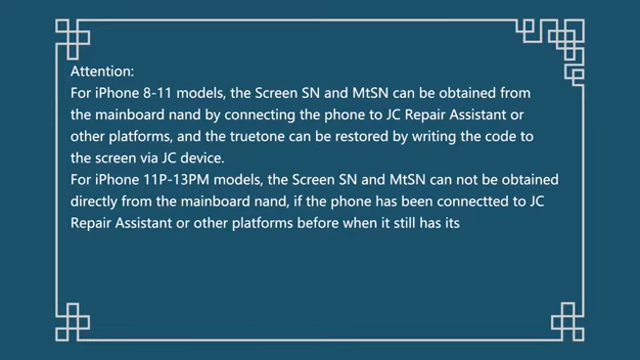 Attention:
For iPhone 8-11 models, the Screen SN and MtSN can be obtained from
the mainboard nand by connecting the phone to JC Repair Assistant or
other platforms, and the truetone can be restored by writing the code to
the screen via JC device.
For iPhone 11P-13PM models, the Screen SN and MtSN can not be obtained
directly from the mainboard nand, if the phone has been connectted to JC
Repair Assistant or other platforms before when it still has its